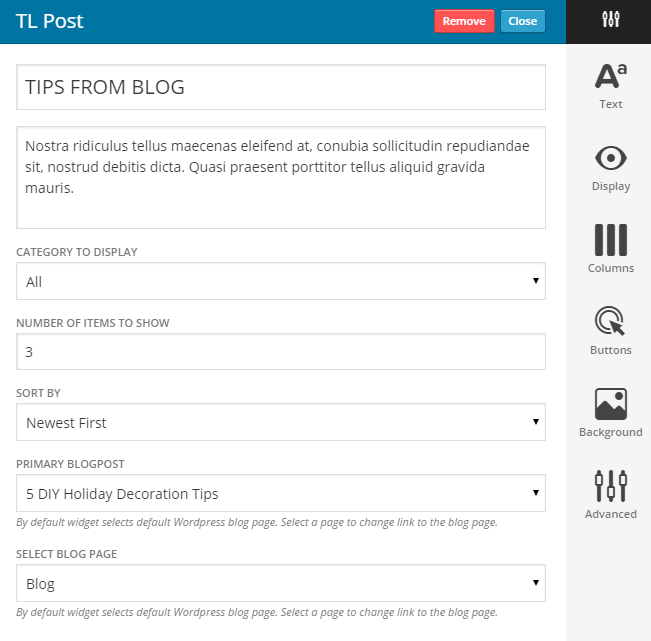 TL Post
Remove
Close
TIPS FROM BLOG
Nostra ridiculus tellus maecenas eleifend at, conubia sollicitudin repudiandae
sit, nostrud debitis dicta. Quasi praesent porttitor tellus aliquid gravida
mauris.
CATEGORY TO DISPLAY
All
NUMBER OF ITEMS TO SHOW
3
SORT BY
Newest First
PRIMARY BLOGPOST
5 DIY Holiday Decoration Tips
By default widget selects default Wordpress blog page. Select a page to change link to the blog page.
SELECT BLOG PAGE
Blog
By default widget selects default Wordpress blog page. Select a page to change link to the blog page.
Aa
Text
Display
Columns
Buttons
Background
Advanced